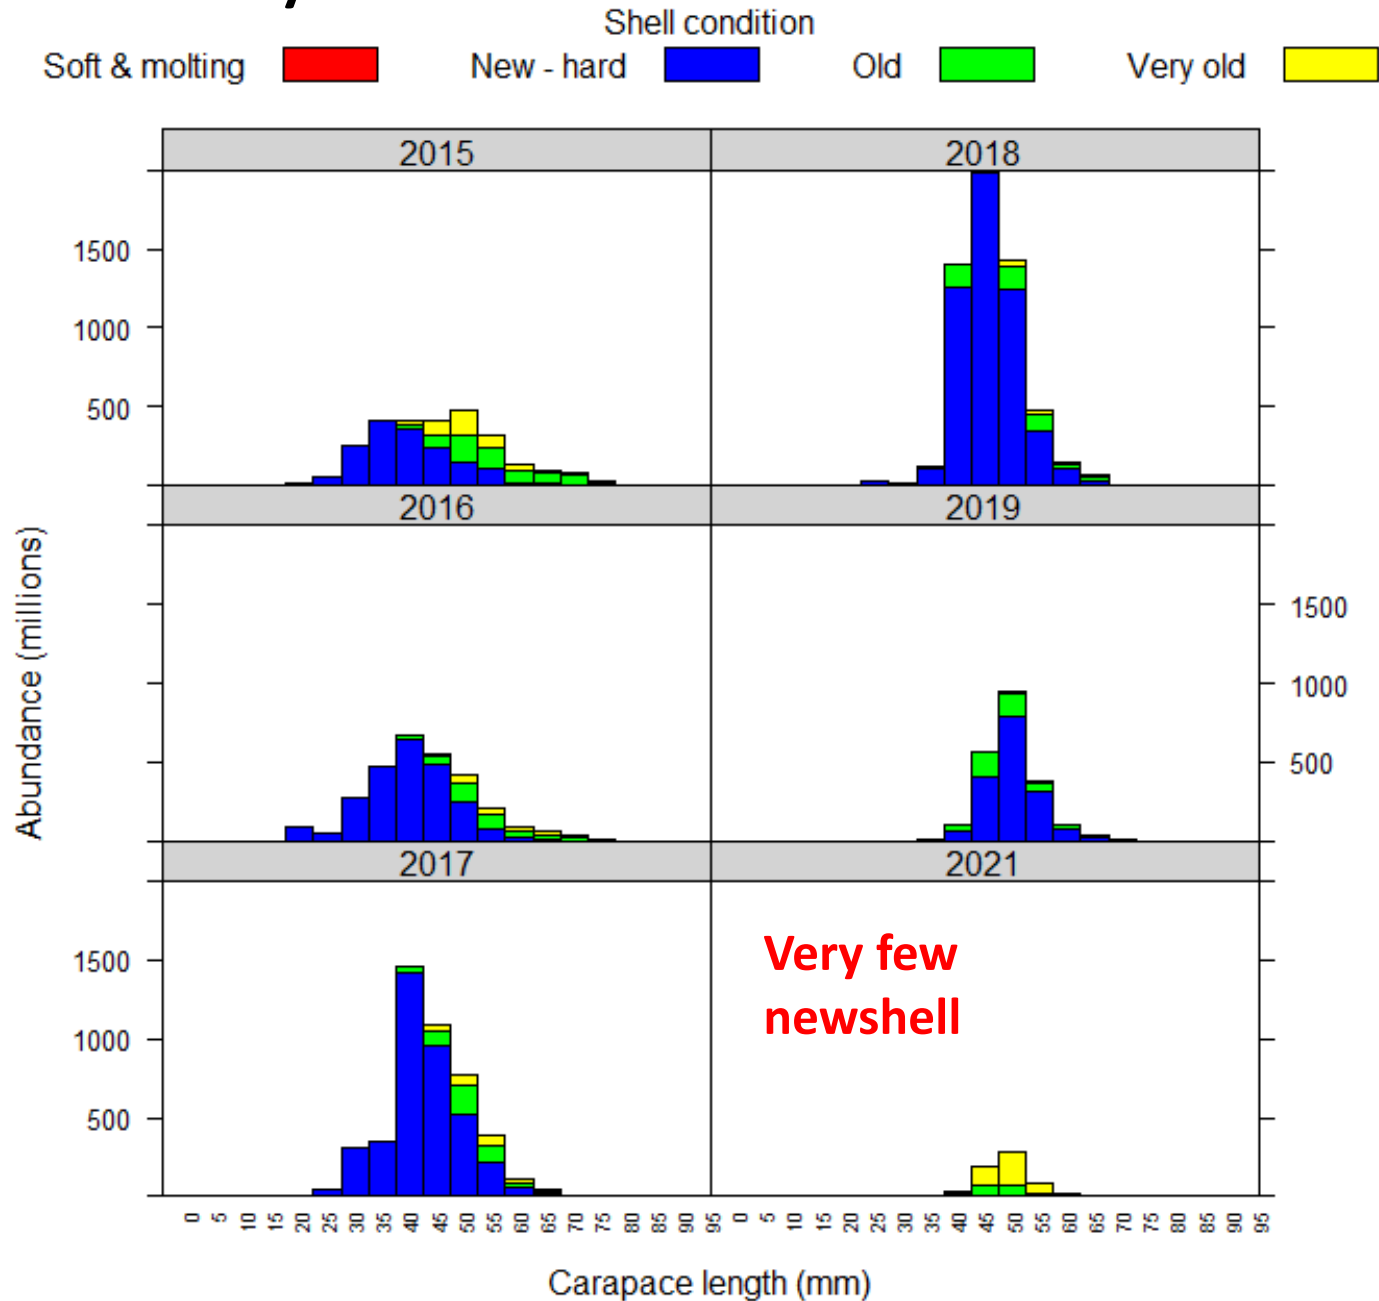 Shell condition
Soft & molting New - hard Old Very old
2015 2018
1500
1000
500
2016 2019
1500
1000
500
Abundance (millions)
2017 2021
1500
1000
500
Very few
newshell
0 5 10 15 20 25 30 35 40 45 50 55 60 65 70 75 80 85 90 95 0 5 10 15 20 25 30 35 40 45 50 55 60 65 70 75 80 85 90 95
Carapace length (mm)